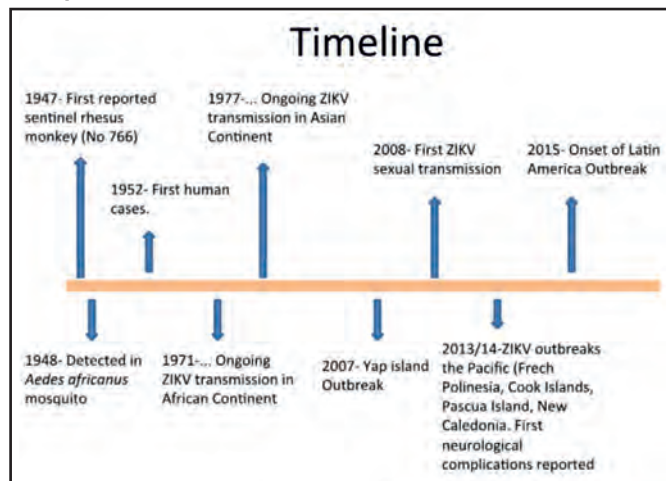 Timeline
1947- First reported
sentinel rhesus
monkey (No 766)
1977-... Ongoing ZIKV
transmission in Asian
Continent
1952- First human
cases.
2008- First ZIKV
sexual transmission
2015- Onset of Latin
America Outbreak
1948- Detected in
Aedes africanus
mosquito
1971-... Ongoing
ZIKV transmission in
African Continent
2007- Yap island
Outbreak
2013/14-ZIKV outbreaks
the Pacific (Frech
Polinesia, Cook Islands,
Pascua Island, New
Caledonia. First
neurological
complications reported